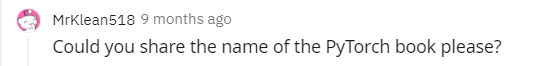 MrKlean518 9 months ago
Could you share the name of the PyTorch book please?